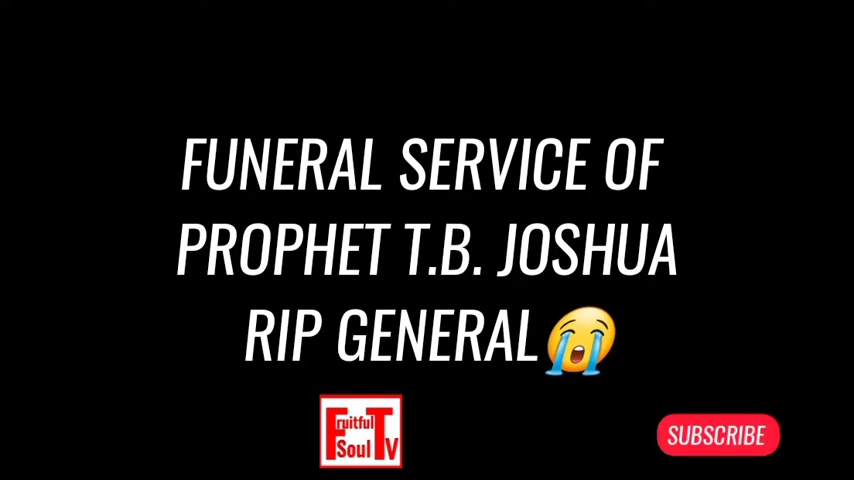 FUNERAL SERVICE OF
PROPHET T.B. JOSHUA
RIP GENERAL😭
Fruitful
Soul TV
SUBSCRIBE